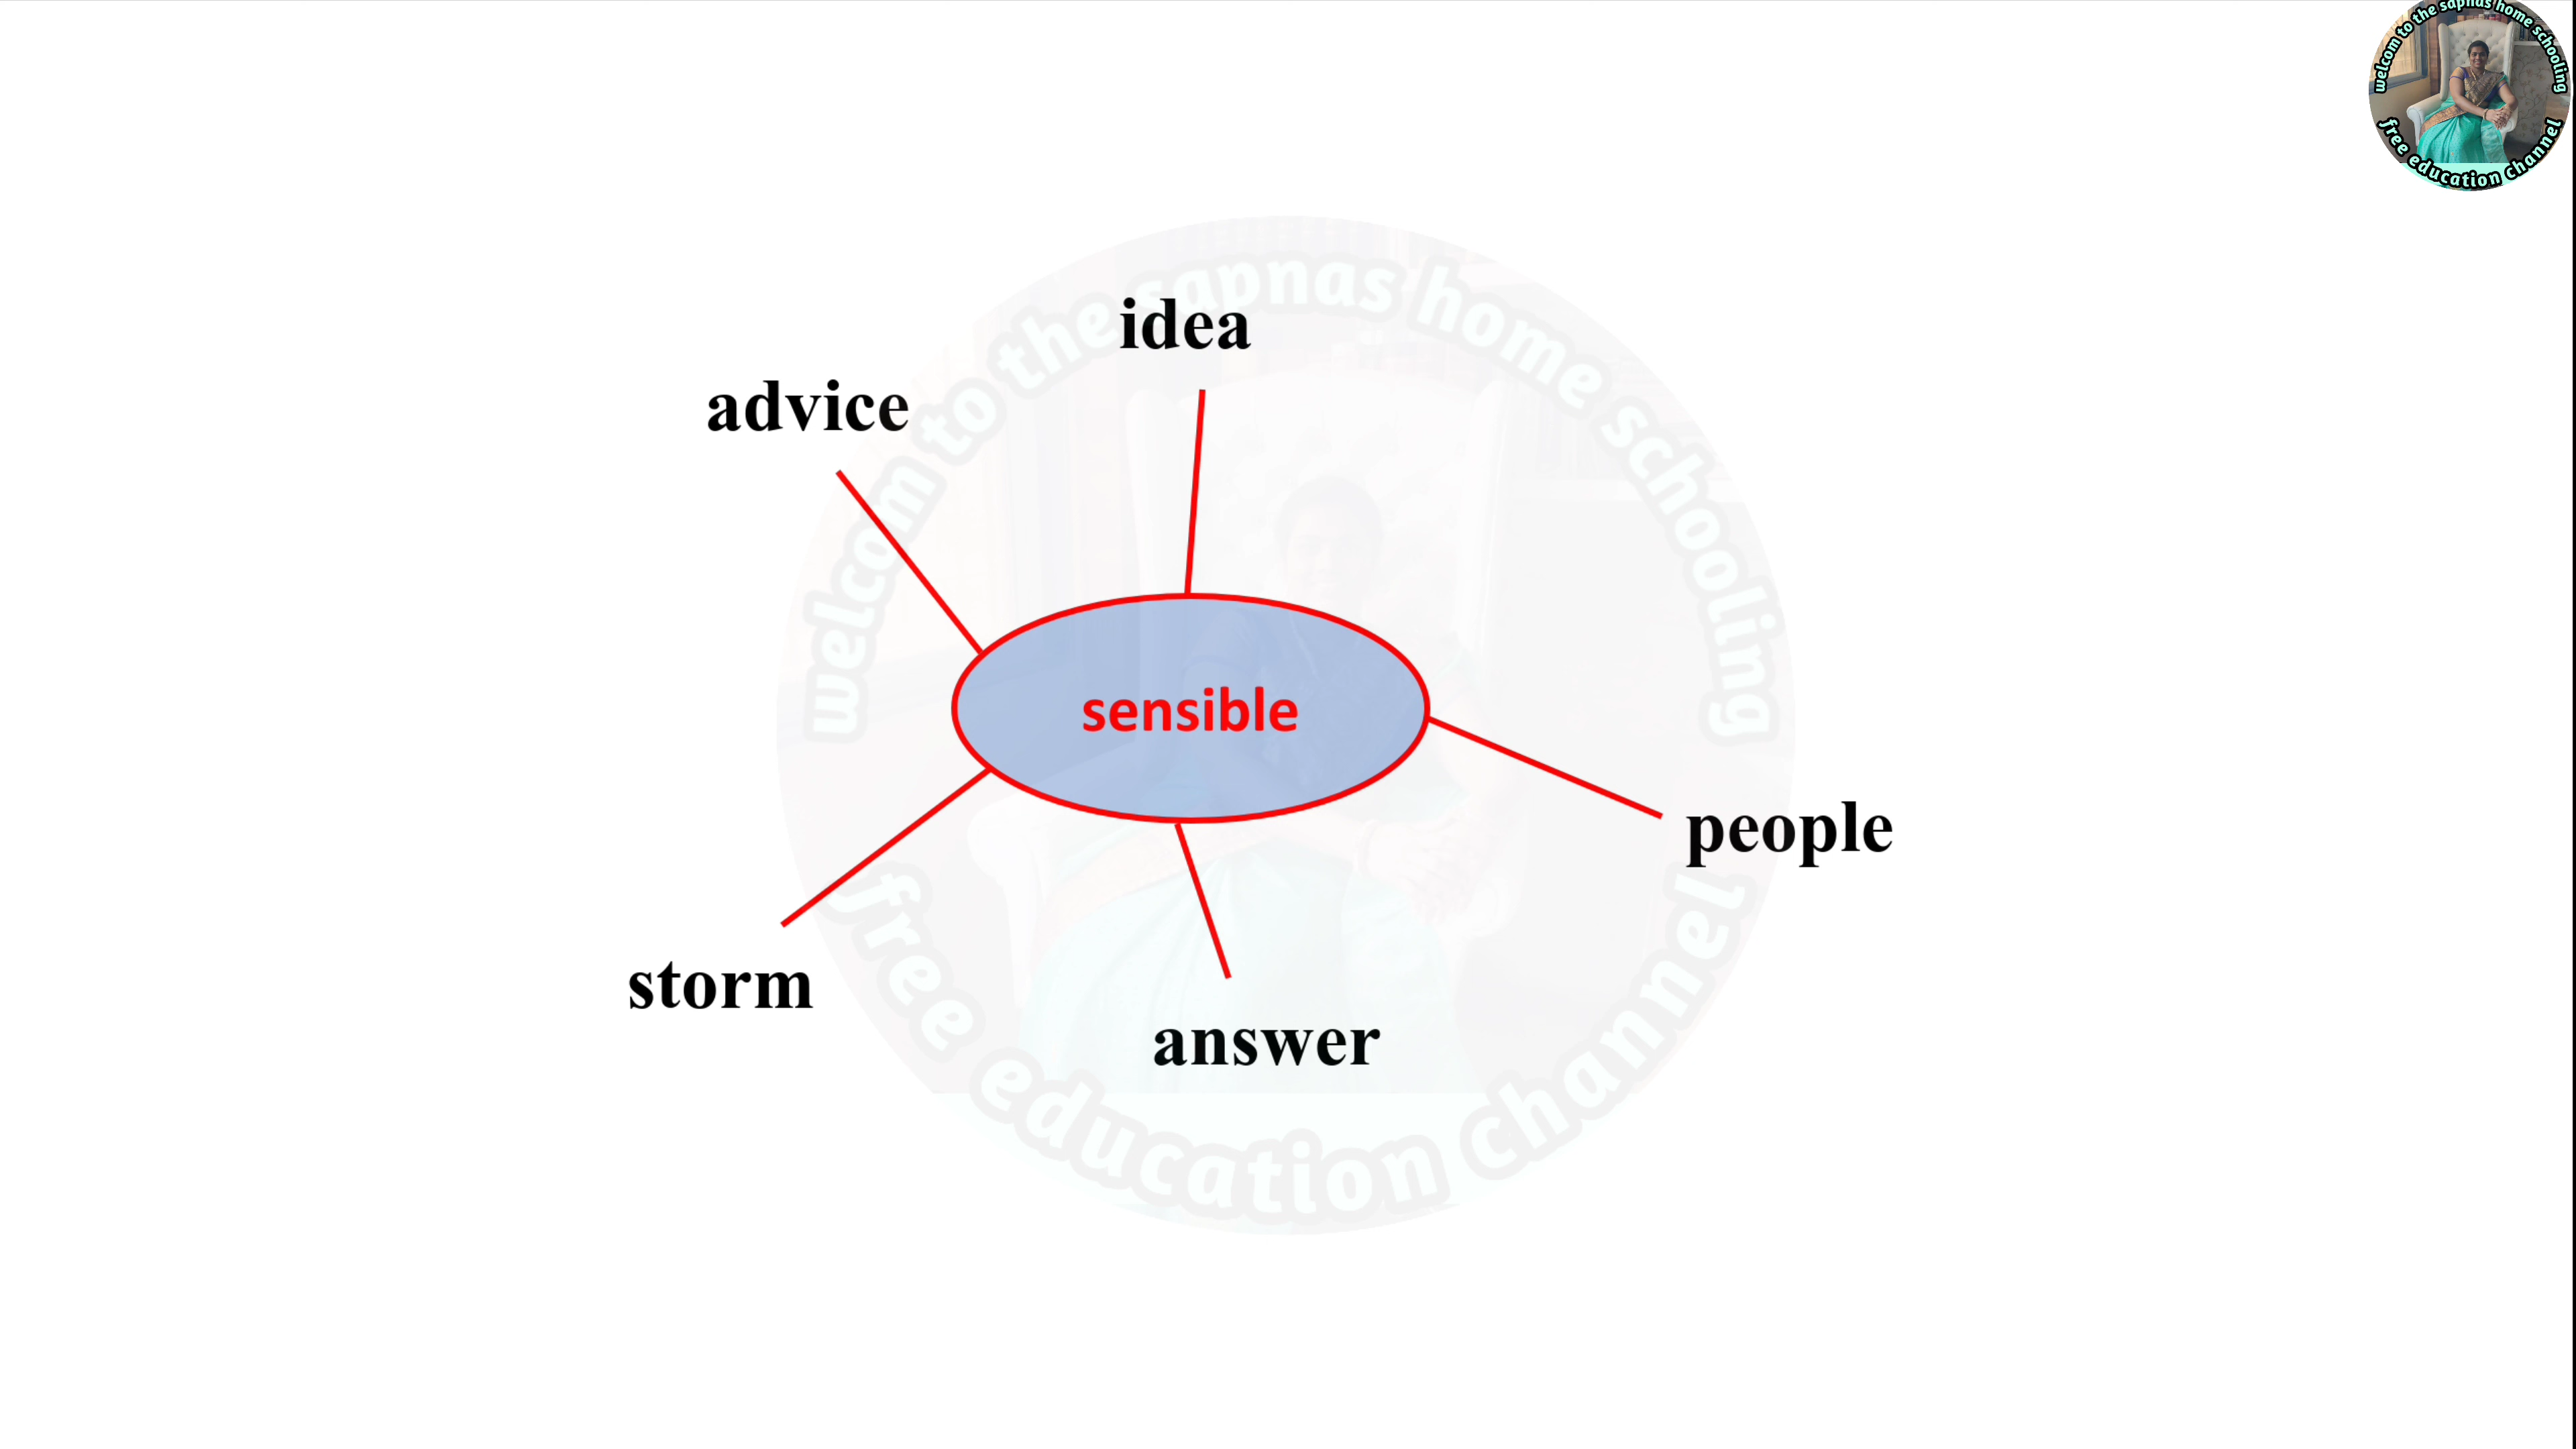 welcom to the sapnas home schooling
free education channel
welcom to the sapnas home schooling
idea
advice
sensible
people
storm
answer
free education channel